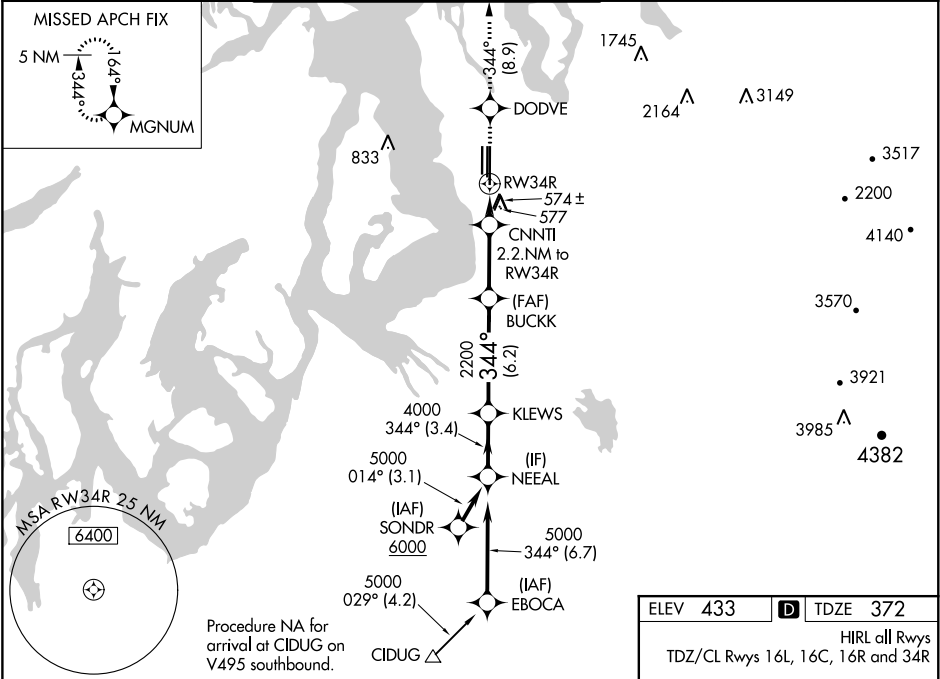 MISSED APCH FIX
5 NM
344°
164°
MGNUM
344°
(8.9)
DODVE
1745
2164
3149
833
3517
2200
4140
RW34R
574 ±
577
CNNTI
2.2.NM to
RW34R
(FAF)
BUCKK
3570
2200
344°
(6.2)
3921
3985
4382
KLEWS
4000
344° (3.4)
(IF)
NEEAL
5000
014° (3.1)
(IAF)
SONDR
6000
5000
344° (6.7)
(IAF)
EBOCA
5000
029° (4.2)
CIDUG
MSA RW34R 25 NM
6400
Procedure NA for
arrival at CIDUG on
V495 southbound.
ELEV 433 D TDZE 372
HIRL all Rwys
TDZ/CL Rwys 16L, 16C, 16R and 34R